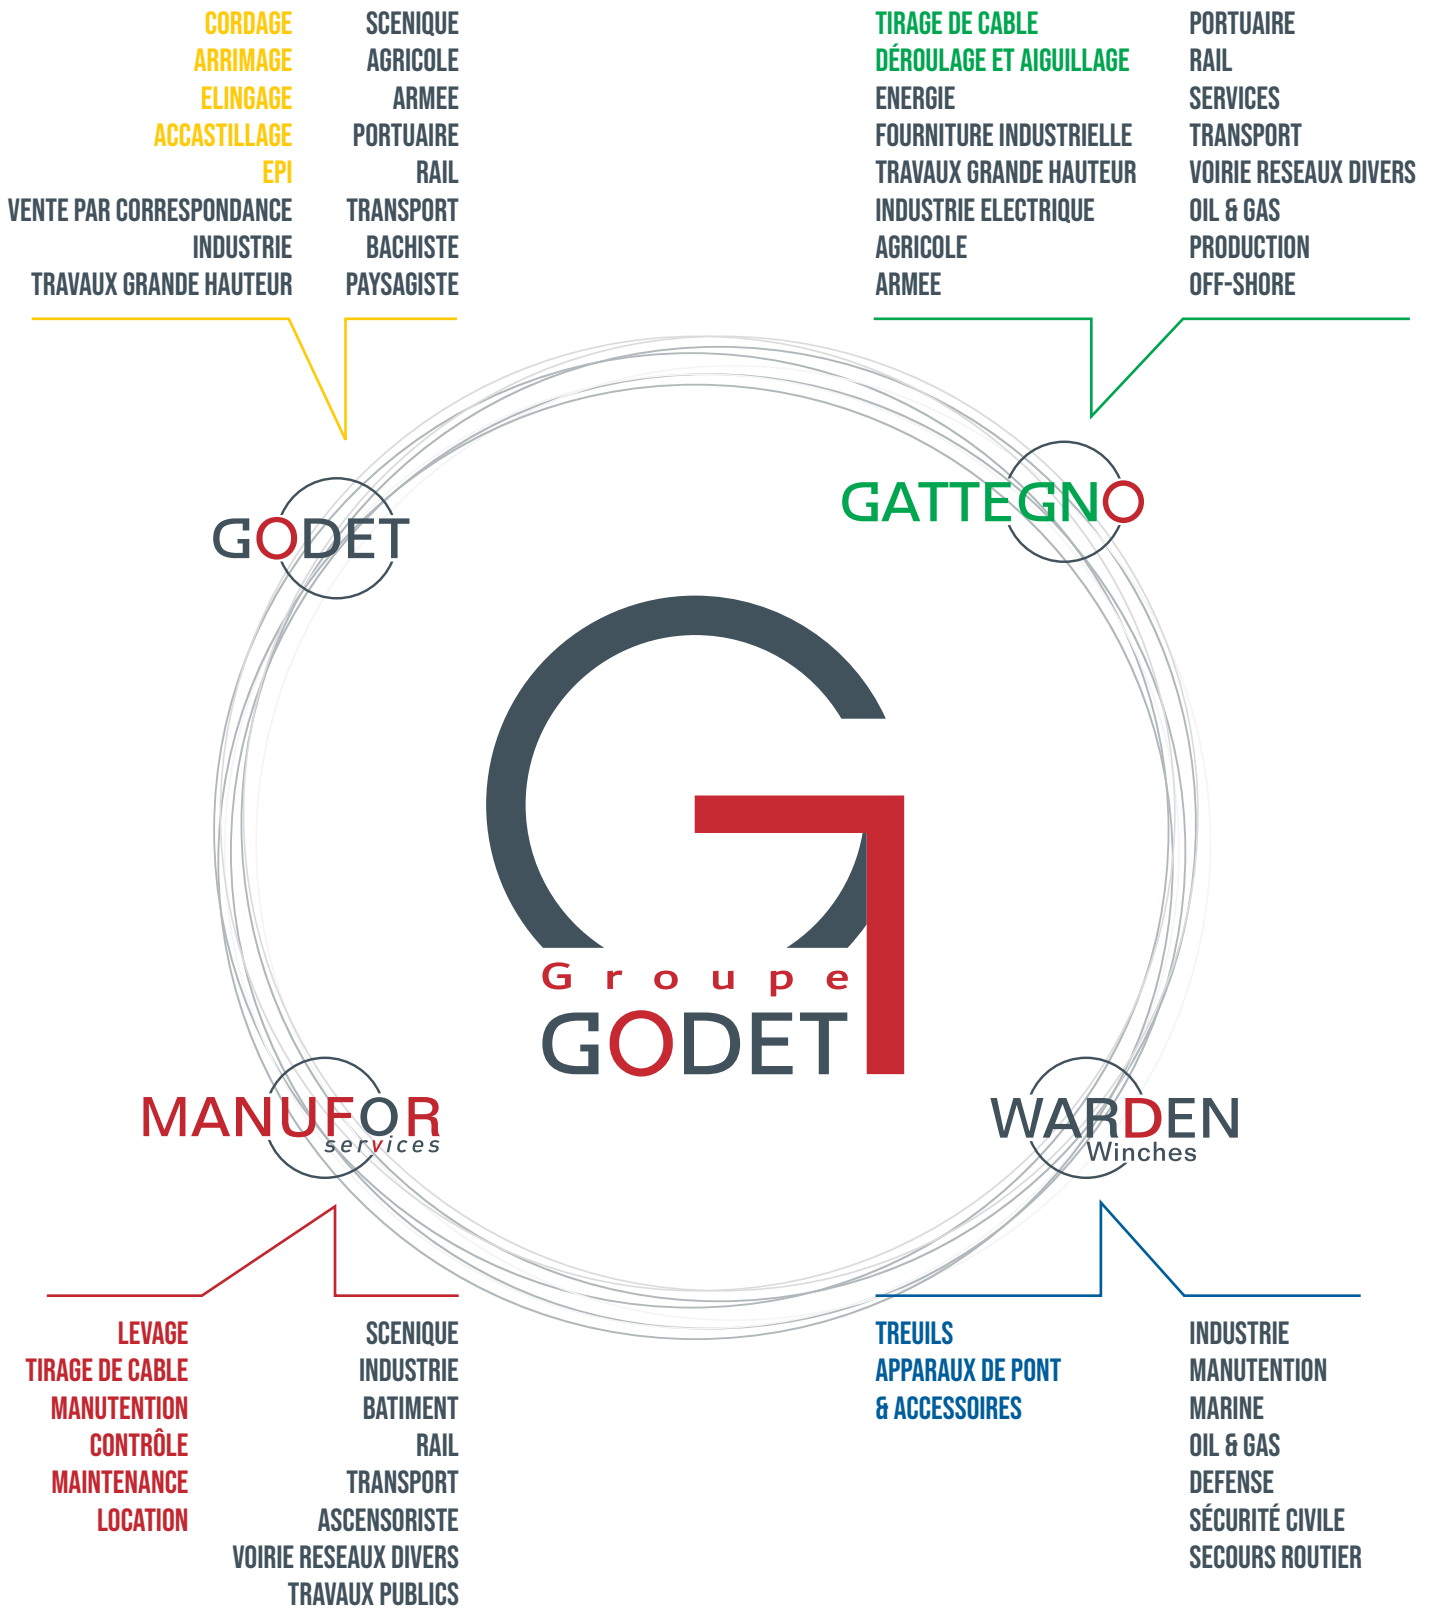 CORDAGE
ARRIMAGE
ELINGAGE
ACCASTILLAGE
EPI
VENTE PAR CORRESPONDANCE
INDUSTRIE
TRAVAUX GRANDE HAUTEUR
SCENIQUE
AGRICOLE
ARMEE
PORTUAIRE
RAIL
TRANSPORT
BACHISTE
PAYSAGISTE
TIRAGE DE CABLE
DÉROULAGE ET AIGUILLAGE
ENERGIE
FOURNITURE INDUSTRIELLE
TRAVAUX GRANDE HAUTEUR
INDUSTRIE ELECTRIQUE
AGRICOLE
ARMEE
PORTUAIRE
RAIL
SERVICES
TRANSPORT
VOIRIE RESEAUX DIVERS
OIL & GAS
PRODUCTION
OFF-SHORE
GODET
GATTEGNO
Groupe
GODET
MANUFOR
services
WARDEN
Winches
LEVAGE
TIRAGE DE CABLE
MANUTENTION
CONTRÔLE
MAINTENANCE
LOCATION
SCENIQUE
INDUSTRIE
BATIMENT
RAIL
TRANSPORT
ASCENSORISTE
VOIRIE RESEAUX DIVERS
TRAVAUX PUBLICS
TREUILS
APPARAUX DE PONT
& ACCESSOIRES
INDUSTRIE
MANUTENTION
MARINE
OIL & GAS
DEFENSE
SÉCURITÉ CIVILE
SECOURS ROUTIER